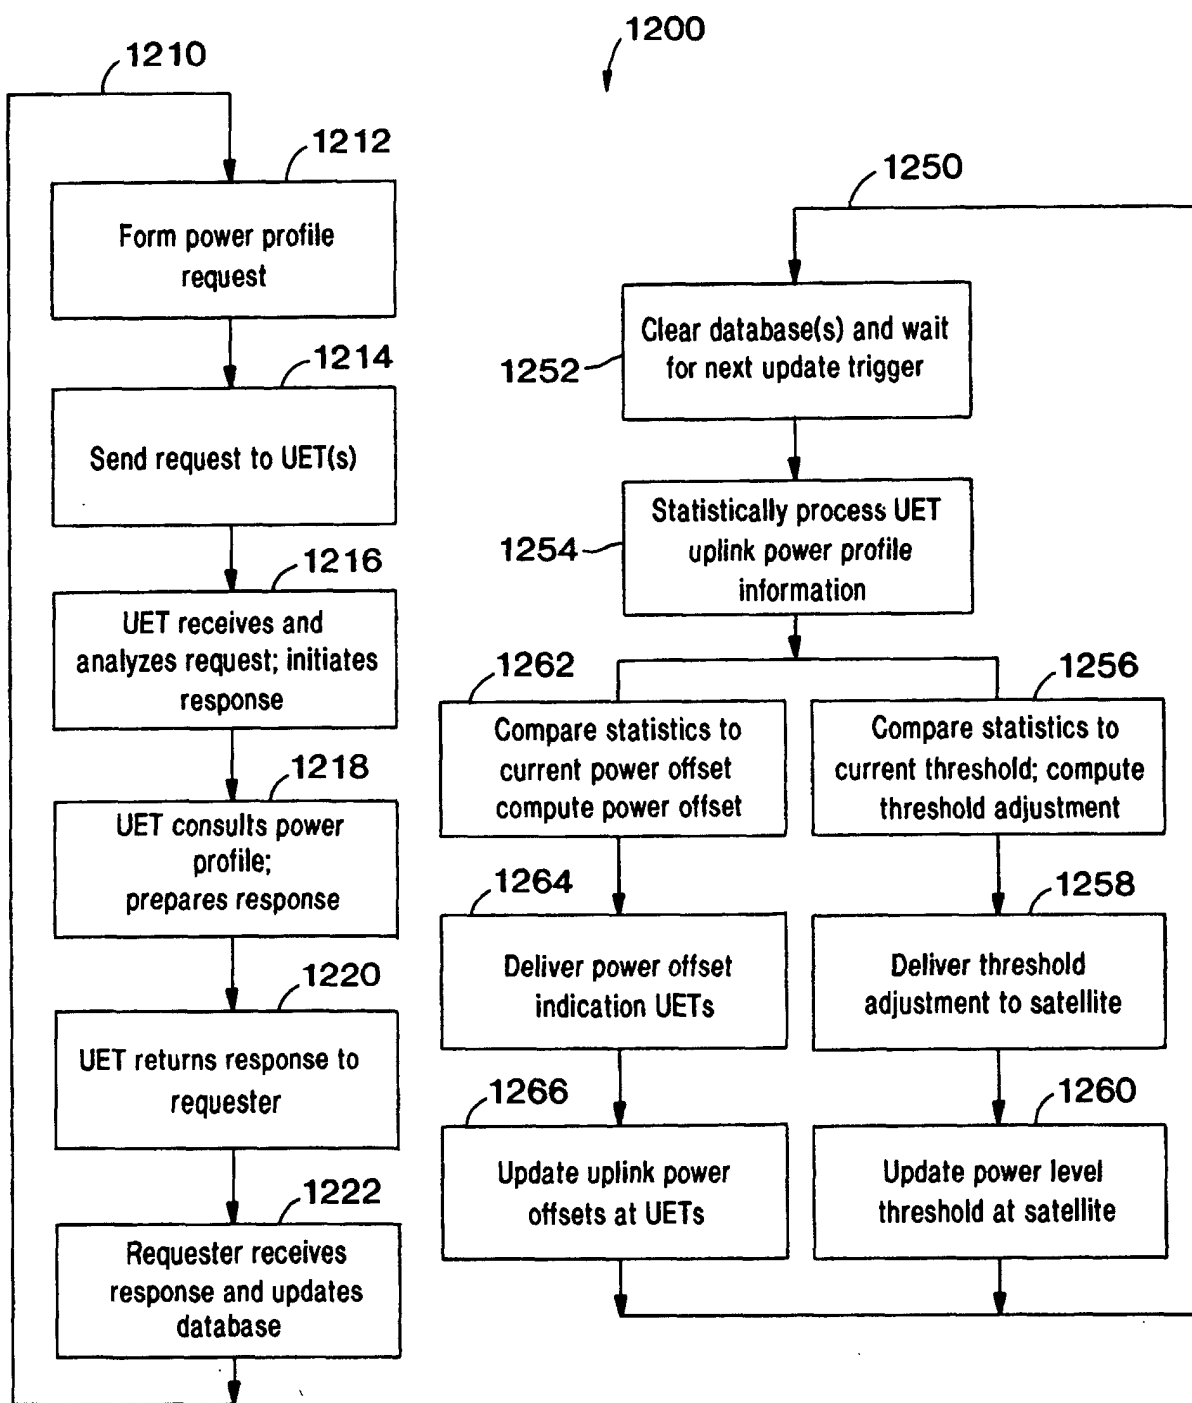 1200
1210
1212
Form power profile
request
1214
Send request to UET(s)
1216
UET receives and
analyzes request; initiates
response
1218
UET consults power
profile;
prepares response
1220
UET returns response to
requester
1222
Requester receives
response and updates
database
1250
1252
Clear database(s) and wait
for next update trigger
1254
Statistically process UET
uplink power profile
information
1262
Compare statistics to
current power offset
compute power offset
1264
Deliver power offset
indication UETs
1266
Update uplink power
offsets at UETs
1256
Compare statistics to
current threshold; compute
threshold adjustment
1258
Deliver threshold
adjustment to satellite
1260
Update power level
threshold at satellite